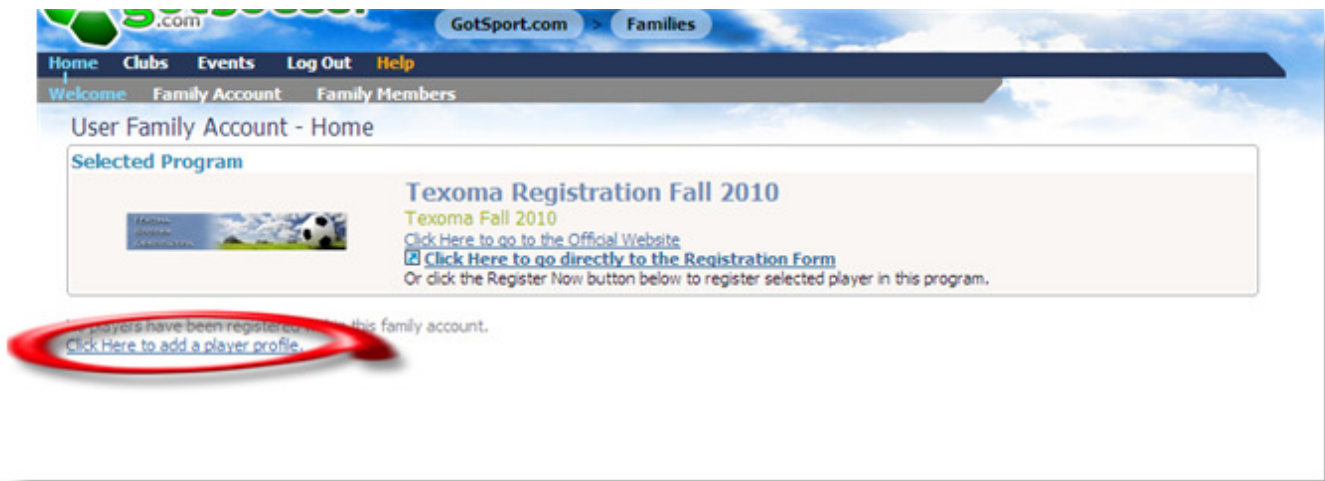 .com
GotSport.com > Families
Home Clubs Events Log Out Help
Welcome Family Account Family Members
User Family Account - Home
Selected Program
Texoma Registration Fall 2010
Texoma Fall 2010
Click Here to go to the Official Website
Click Here to go directly to the Registration Form
Or click the Register Now button below to register selected player in this program.
players have been registered this family account.
Click Here to add a player profile.